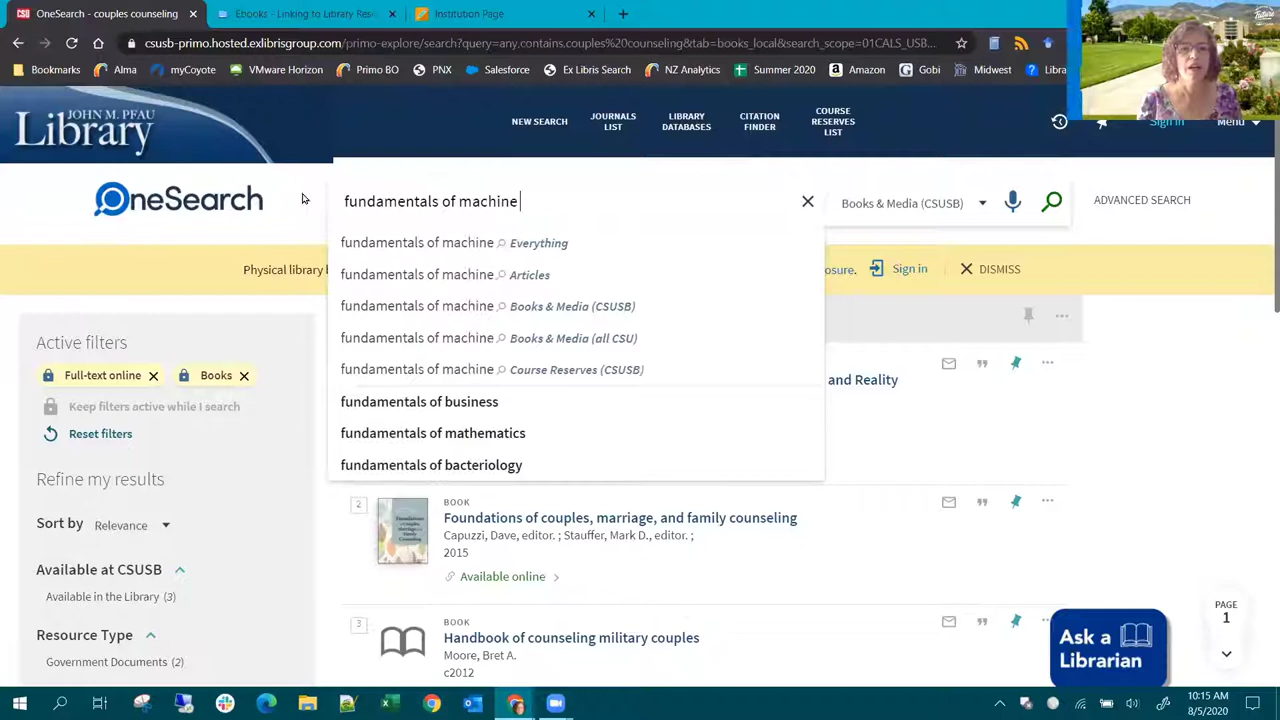 OneSearch - couples counseling
Ebooks - Linking to Library Reso
Institution Page
csusb-primo.hosted.exlibrisgroup.com/primo-explore/search?query=any,contains,couples%20counseling&tab=books_local&search_scope=01CALS_USB...
Bookmarks Alma myCoyote VMware Horizon Primo BO PNX Salesforce Ex Libris Search NZ Analytics Summer 2020 Amazon Gobi Midwest Libra
JOHN M. PFAU
Library
NEW SEARCH
JOURNALS
LIST
LIBRARY
DATABASES
CITATION
FINDER
COURSE
RESERVES
LIST
Sign in
Menu
OneSearch
fundamentals of machine
Books & Media (CSUSB)
ADVANCED SEARCH
fundamentals of machine Everything
fundamentals of machine Articles
fundamentals of machine Books & Media (CSUSB)
fundamentals of machine Books & Media (all CSU)
fundamentals of machine Course Reserves (CSUSB)
fundamentals of business
fundamentals of mathematics
fundamentals of bacteriology
Physical library
osure.
Sign in
DISMISS
Active filters
Full-text online
Books
Keep filters active while I search
Reset filters
Refine my results
Sort by Relevance
Available at CSUSB
Available in the Library (3)
Resource Type
Government Documents (2)
and Reality
2
BOOK
Foundations of couples, marriage, and family counseling
Capuzzi, Dave, editor. ; Stauffer, Mark D., editor. ;
2015
Available online
3
BOOK
Handbook of counseling military couples
Moore, Bret A.
c2012
PAGE
1
Ask a
Librarian
10:15 AM
8/5/2020